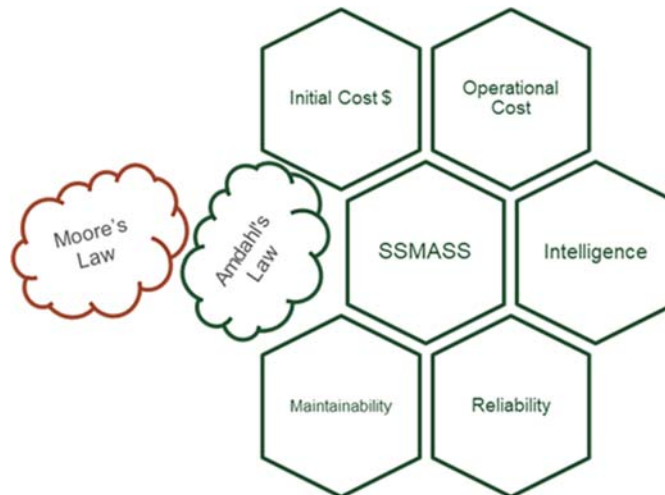 Initial Cost $
Operational
Cost
Moore's
Law
Amdahl's
Law
SSMASS
Intelligence
Maintainability
Reliability